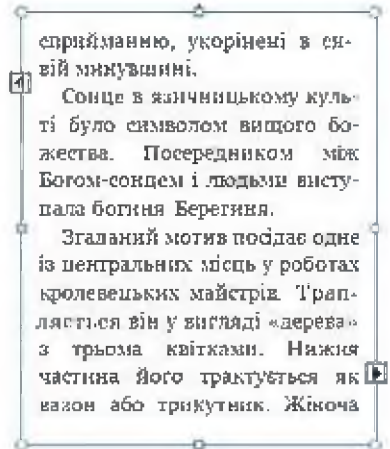 сприйманню, укорінені в си-
вій минувшині.
Сонце в язичницькому куль-
ті було символом вищого бо-
жества. Посередником між
Богом-сонцем і людьми висту-
пала богиня Берегиня.
Згаданий мотив посідає одне
із центральних місць у роботах
кролевецьких майстрів. Трап-
ляється він у вигляді «дерева»
з трьома квітками. Нижня
частина його трактується як
вазон або трикутник. Жіноча